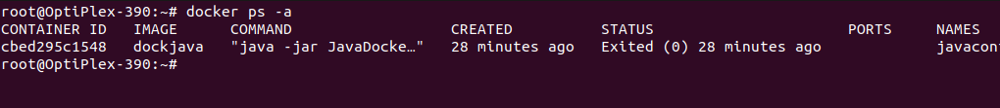 root@OptiPlex-390:~# docker ps -a
CONTAINER ID   IMAGE      COMMAND                  CREATED          STATUS                      PORTS     NAMES
cbed295c1548   dockjava   "java -jar JavaDocke…"   28 minutes ago   Exited (0) 28 minutes ago             javacon
root@OptiPlex-390:~#